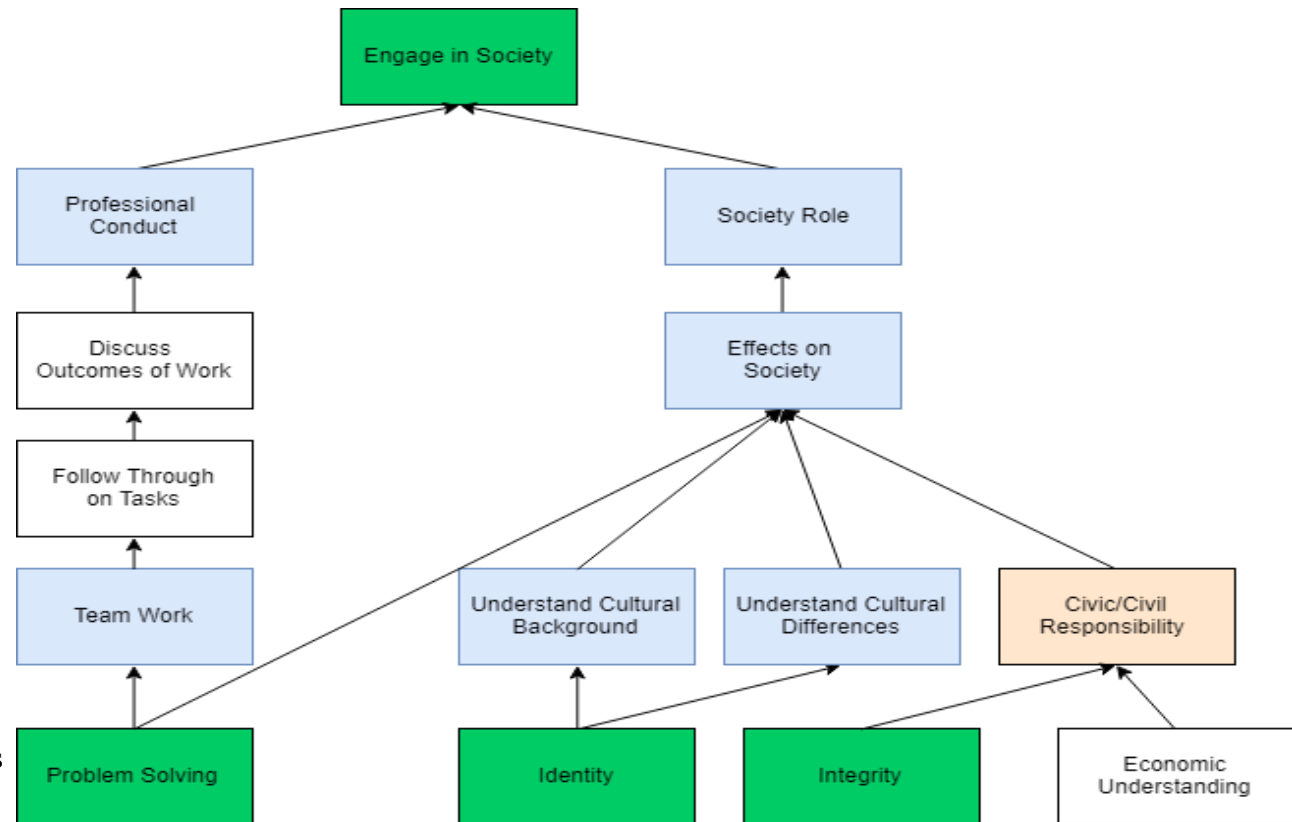 Engage in Society
Professional
Conduct
Society Role
Discuss
Outcomes of Work
Effects on
Society
Follow Through
on Tasks
Team Work
Understand Cultural
Background
Understand Cultural
Differences
Civic/Civil
Responsibility
s
Problem Solving
Identity
Integrity
Economic
Understanding